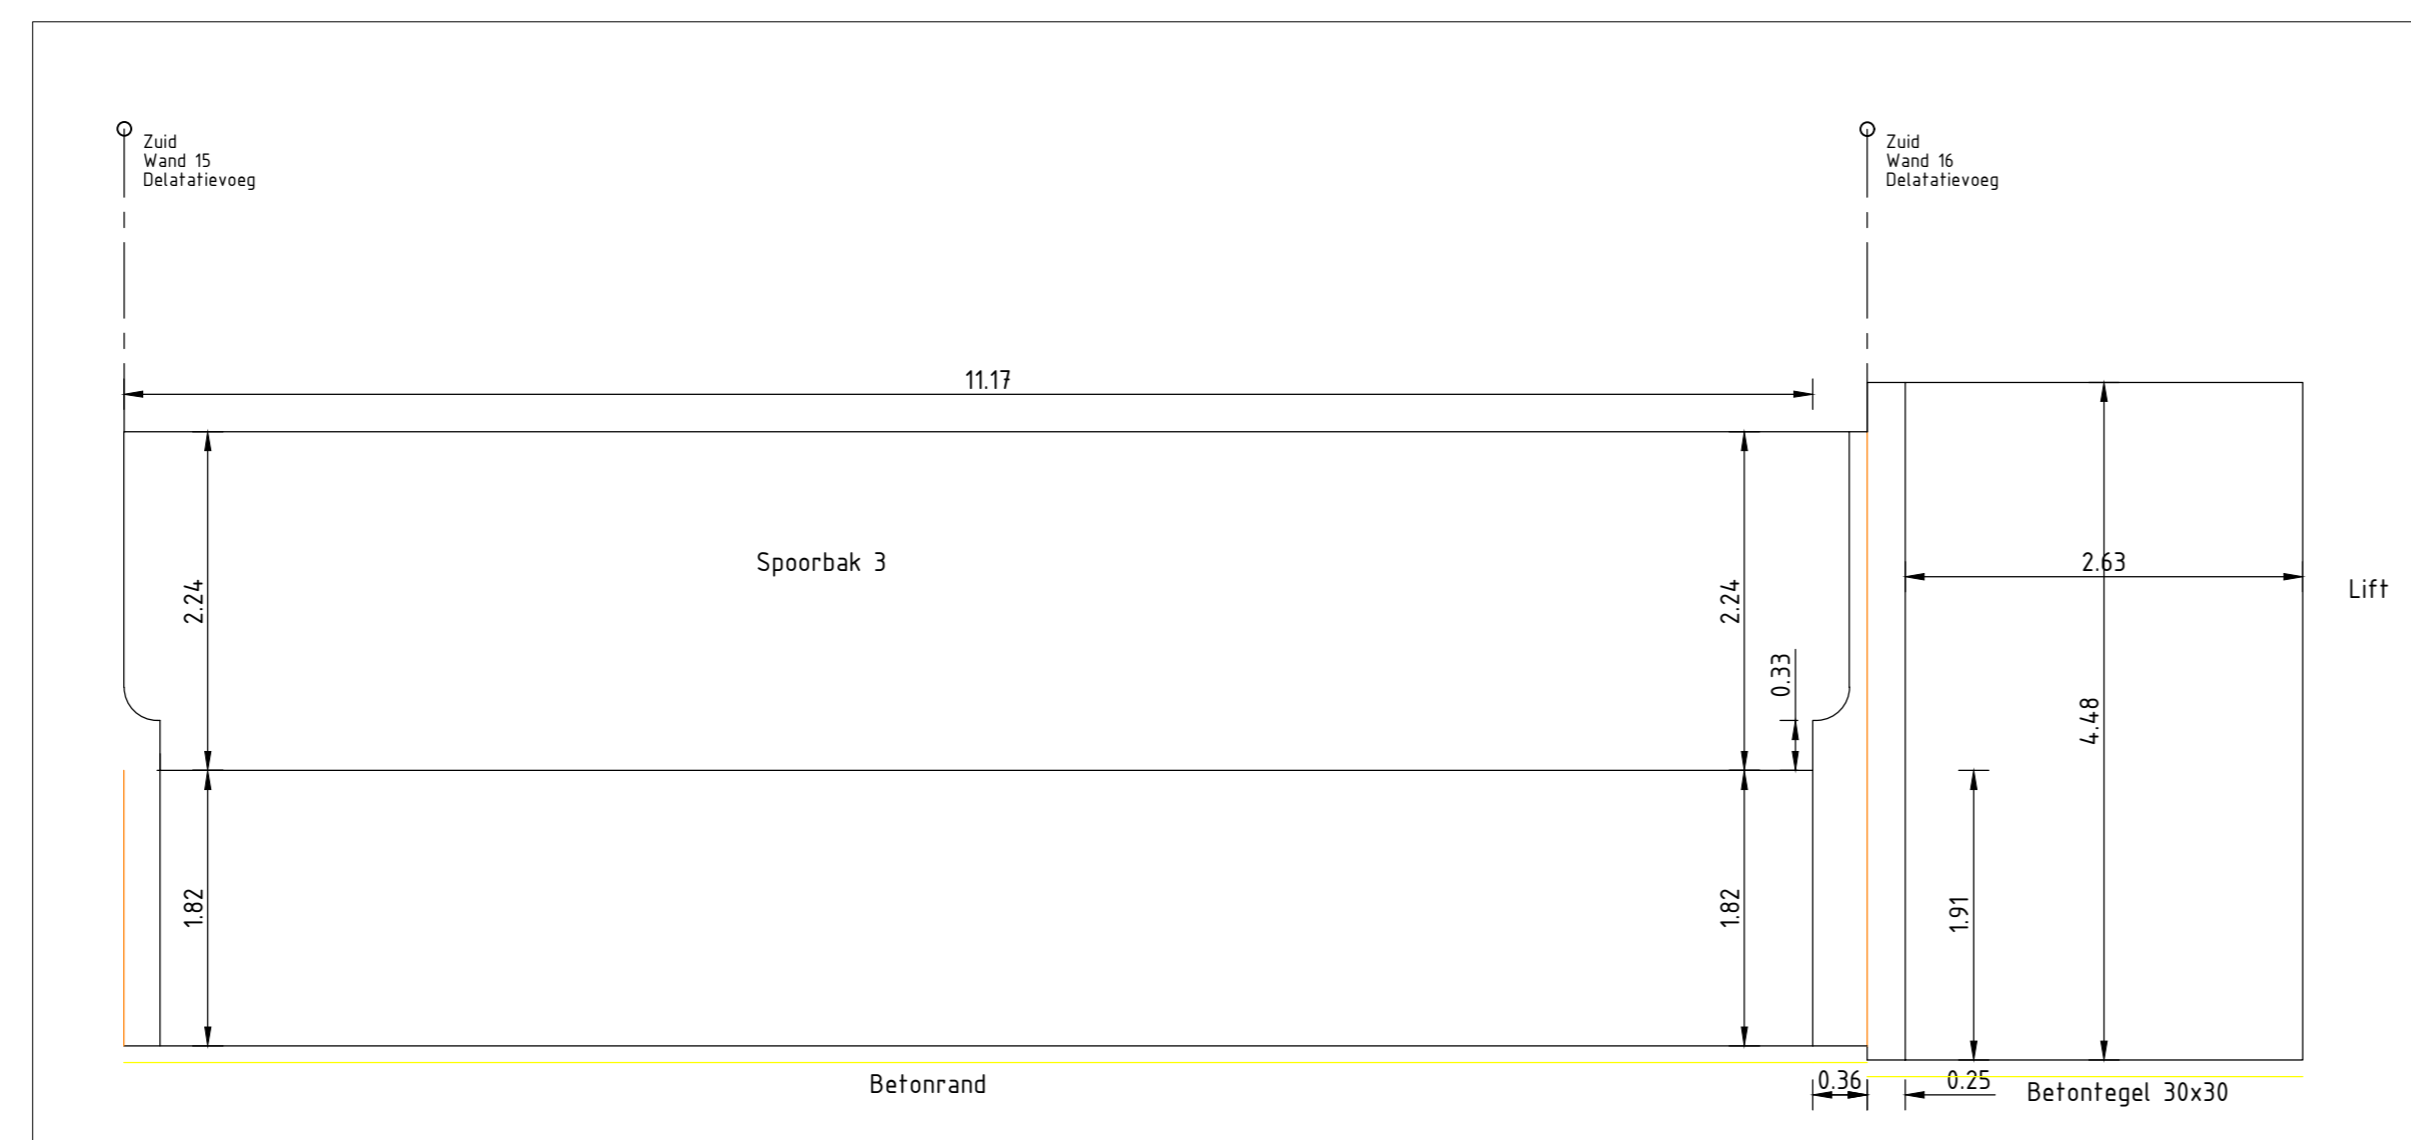 Zuid
Wand 15
Delatatievoeg
Zuid
Wand 16
Delatatievoeg
11.17
Spoorbak 3
2.24
2.24
0.33
2.63
Lift
4.48
1.82
1.82
1.91
Betonrand
0.36
0.25
Betontegel 30x30